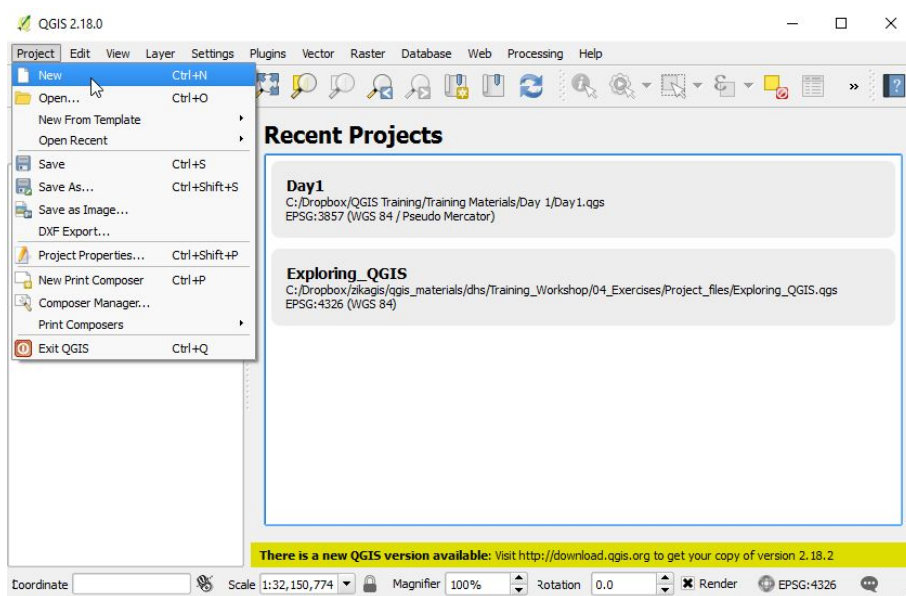 QGIS 2.18.0
Project Edit View Layer Settings Plugins Vector Raster Database Web Processing Help
New Ctrl+N
Open... Ctrl+O
New From Template
Open Recent
Save Ctrl+S
Save As... Ctrl+Shift+S
Save as Image...
DXF Export...
Project Properties... Ctrl+Shift+P
New Print Composer Ctrl+P
Composer Manager...
Print Composers
Exit QGIS Ctrl+Q
Recent Projects
Day1
C:/Dropbox/QGIS Training/Training Materials/Day 1/Day1.qgs
EPSG:3857 (WGS 84 / Pseudo Mercator)
Exploring_QGIS
C:/Dropbox/zikagis/qgis_materials/dhs/Training_Workshop/04_Exercises/Project_files/Exploring_QGIS.qgs
EPSG:4326 (WGS 84)
There is a new QGIS version available: Visit http://download.qgis.org to get your copy of version 2.18.2
Coordinate Scale 1:32,150,774 Magnifier 100% Rotation 0.0 Render EPSG:4326